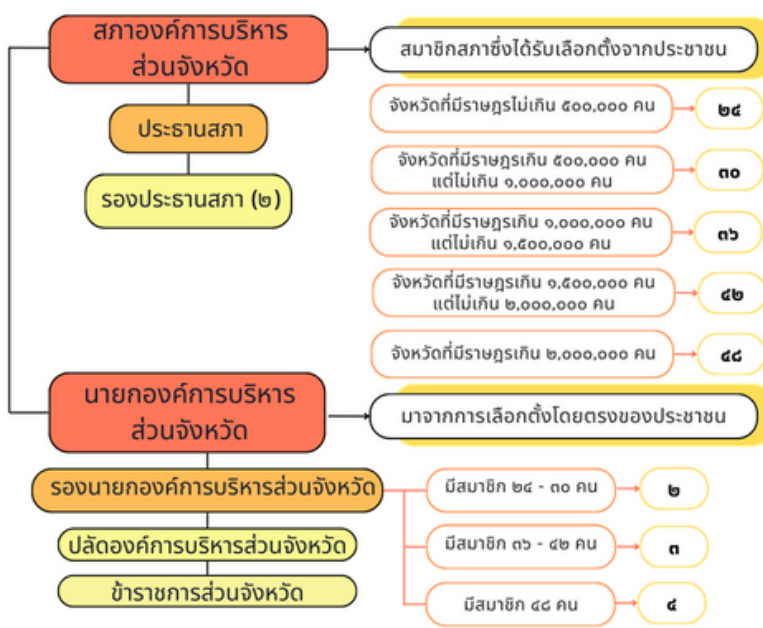 สภาองค์การบริหาร
ส่วนจังหวัด
สมาชิกสภาซึ่งได้รับเลือกตั้งจากประชาชน
ประธานสภา
รองประธานสภา (๒)
จังหวัดที่มีราษฎรไม่เกิน ๕๐๐,๐๐๐ คน
๒๔
จังหวัดที่มีราษฎรเกิน ๕๐๐,๐๐๐ คน
แต่ไม่เกิน ๑,๐๐๐,๐๐๐ คน
๓๐
จังหวัดที่มีราษฎรเกิน ๑,๐๐๐,๐๐๐ คน
แต่ไม่เกิน ๑,๕๐๐,๐๐๐ คน
๓๖
จังหวัดที่มีราษฎรเกิน ๑,๕๐๐,๐๐๐ คน
แต่ไม่เกิน ๒,๐๐๐,๐๐๐ คน
๔๒
จังหวัดที่มีราษฎรเกิน ๒,๐๐๐,๐๐๐ คน
๔๘
นายกองค์การบริหาร
ส่วนจังหวัด
มาจากการเลือกตั้งโดยตรงของประชาชน
รองนายกองค์การบริหารส่วนจังหวัด
ปลัดองค์การบริหารส่วนจังหวัด
ข้าราชการส่วนจังหวัด
มีสมาชิก ๒๔ - ๓๐ คน
๒
มีสมาชิก ๓๖ - ๔๒ คน
๓
มีสมาชิก ๔๘ คน
๔